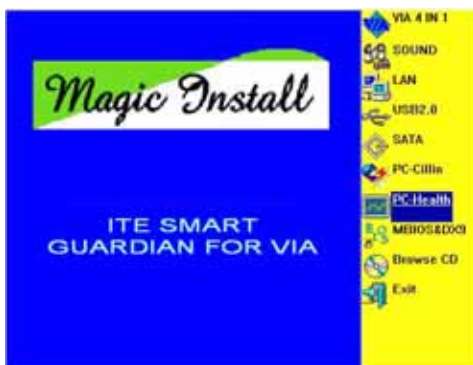 Magic Install
ITE SMART
GUARDIAN FOR VIA
VIA 4 IN 1
SOUND
LAN
USB2.0
SATA
PC-Cillin
PC-Health
MBIOS&DX9
Browse CD
Exit